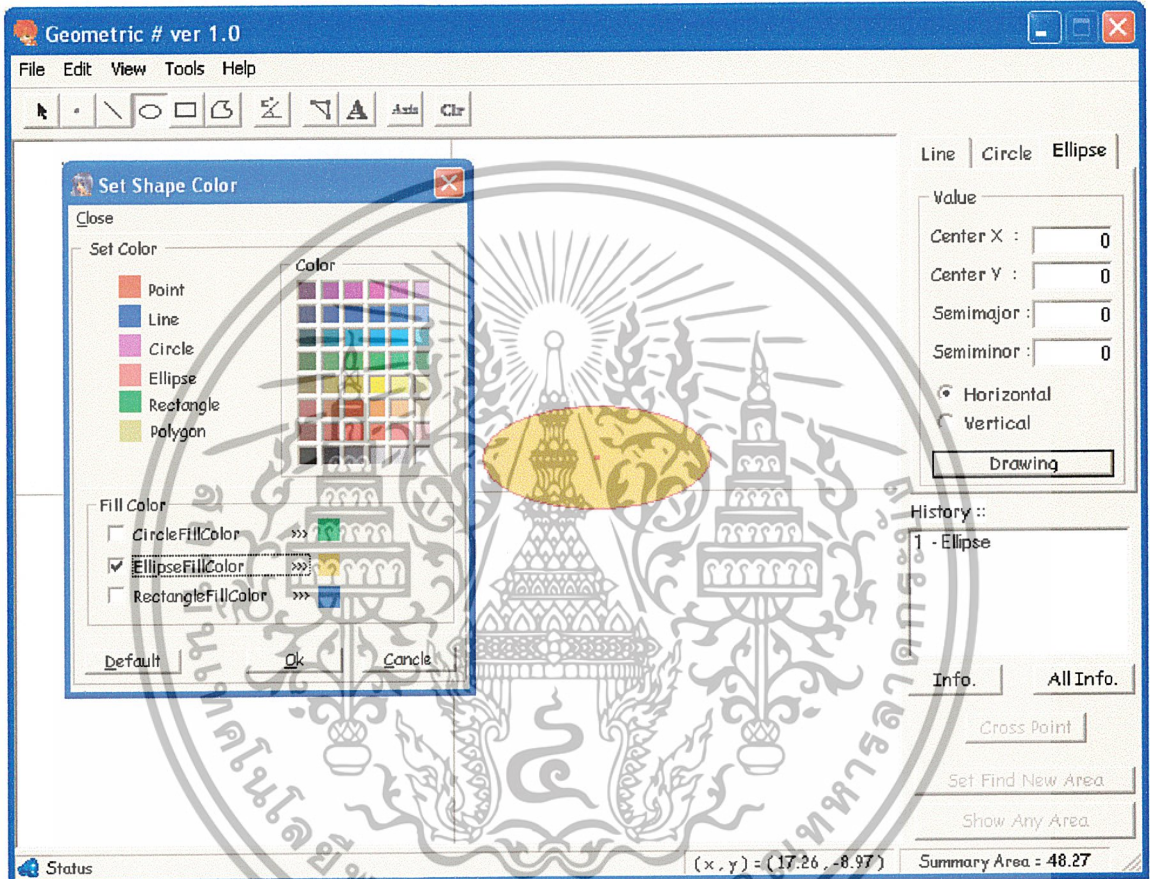 Geometric # ver 1.0
File Edit View Tools Help
A Axis Clr
Set Shape Color
Close
Set Color
Point
Line
Circle
Ellipse
Rectangle
Polygon
Color
Fill Color
CircleFillColor >>>
EllipseFillColor >>>
RectangleFillColor >>>
Default Ok Cancle
Line Circle Ellipse
Value
Center X : 0
Center Y : 0
Semimajor : 0
Semiminor : 0
Horizontal
Vertical
Drawing
History ::
1 - Ellipse
Info. All Info.
Cross Point
Set Find New Area
Show Any Area
Status
(x, y) = (17.26, -8.97) Summary Area = 48.27